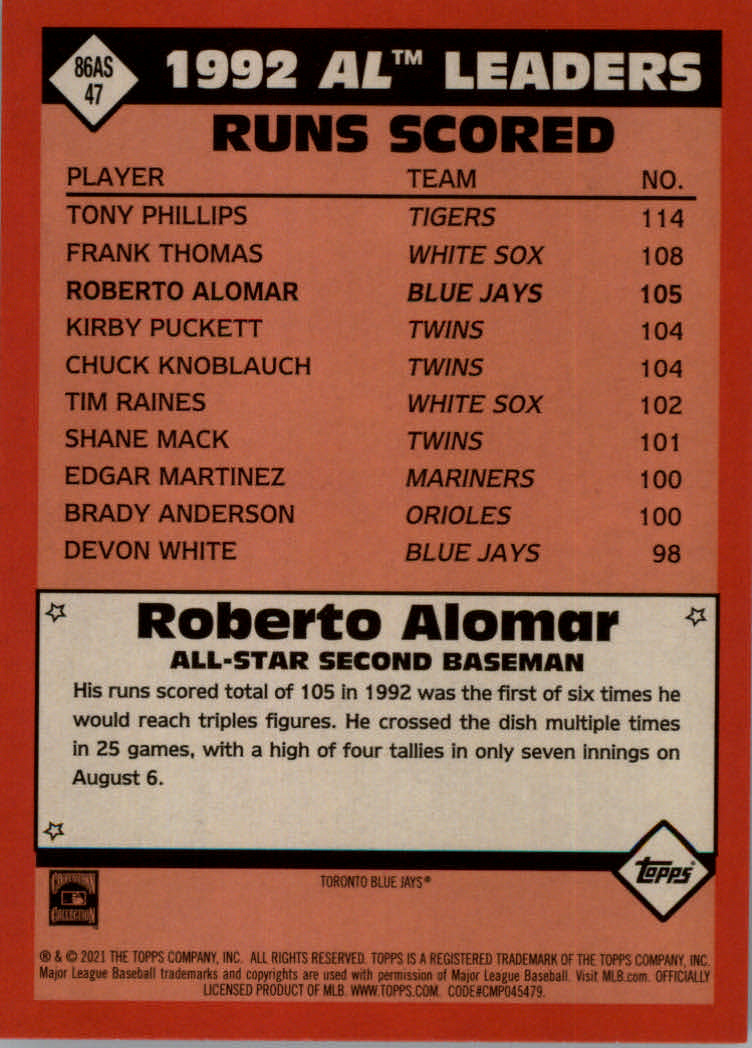 86AS
47
1992 AL™ LEADERS
RUNS SCORED
PLAYER TEAM NO.
TONY PHILLIPS TIGERS 114
FRANK THOMAS WHITE SOX 108
ROBERTO ALOMAR BLUE JAYS 105
KIRBY PUCKETT TWINS 104
CHUCK KNOBLAUCH TWINS 104
TIM RAINES WHITE SOX 102
SHANE MACK TWINS 101
EDGAR MARTINEZ MARINERS 100
BRADY ANDERSON ORIOLES 100
DEVON WHITE BLUE JAYS 98
Roberto Alomar
ALL-STAR SECOND BASEMAN
His runs scored total of 105 in 1992 was the first of six times he
would reach triples figures. He crossed the dish multiple times
in 25 games, with a high of four tallies in only seven innings on
August 6.
Topps
COOPERSTOWN
COLLECTION
TORONTO BLUE JAYS®
® & © 2021 THE TOPPS COMPANY, INC. ALL RIGHTS RESERVED. TOPPS IS A REGISTERED TRADEMARK OF THE TOPPS COMPANY, INC.
Major League Baseball trademarks and copyrights are used with permission of Major League Baseball. Visit MLB.com. OFFICIALLY
LICENSED PRODUCT OF MLB. WWW.TOPPS.COM. CODE#CMP045479.